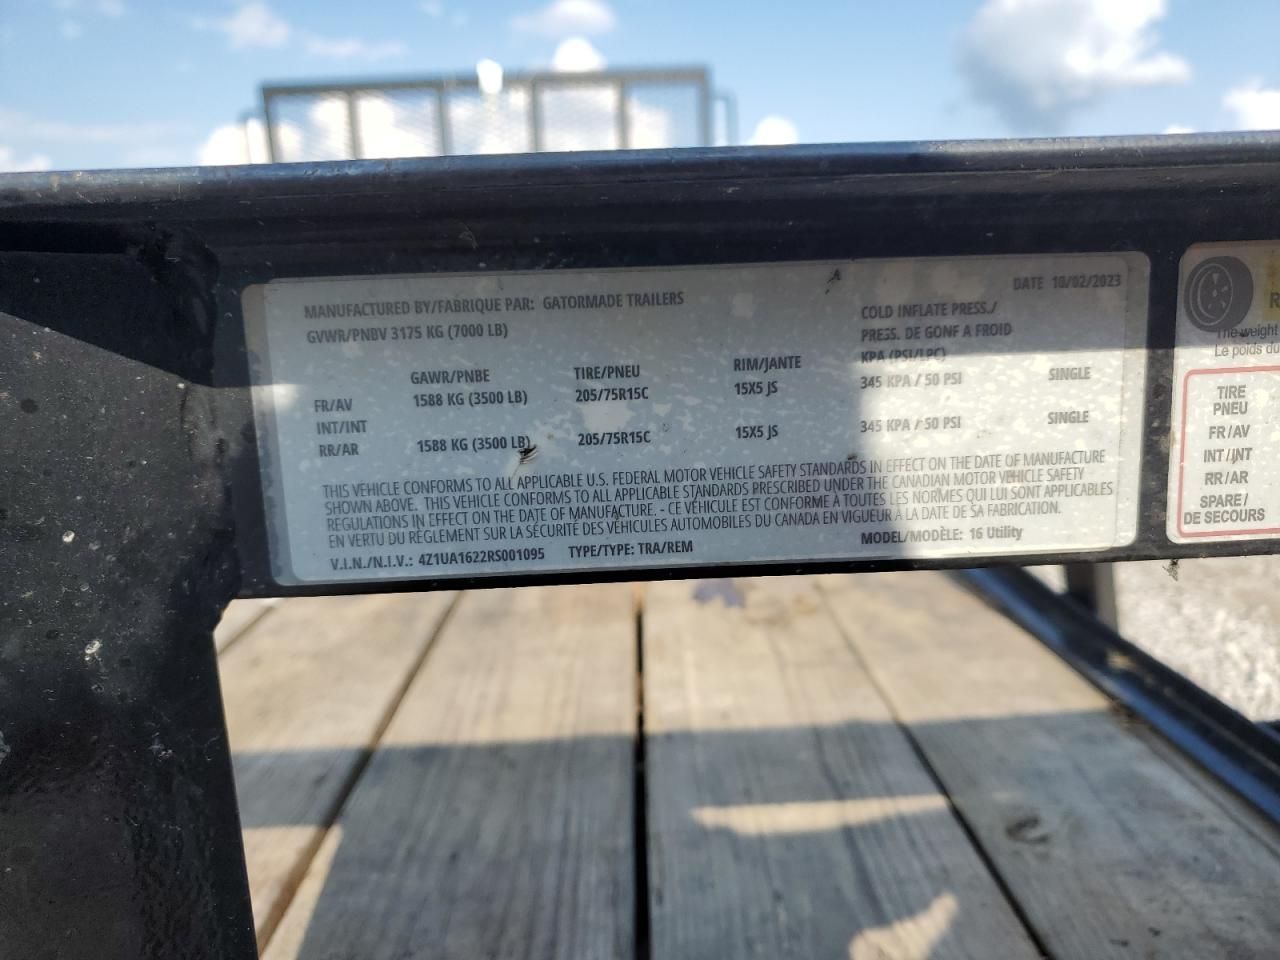 DATE 10/02/2023
MANUFACTURED BY/FABRIQUE PAR: GATORMADE TRAILERS
GVWR/PNBV 3175 KG (7000 LB)
COLD INFLATE PRESS./
PRESS. DE GONF A FROID
KPA (PSI/LPC)
GAWR/PNBE TIRE/PNEU RIM/JANTE
FR/AV 1588 KG (3500 LB) 205/75R15C 15X5 JS 345 KPA / 50 PSI SINGLE
INT/INT
RR/AR 1588 KG (3500 LB) 205/75R15C 15X5 JS 345 KPA / 50 PSI SINGLE
THIS VEHICLE CONFORMS TO ALL APPLICABLE U.S. FEDERAL MOTOR VEHICLE SAFETY STANDARDS IN EFFECT ON THE DATE OF MANUFACTURE
SHOWN ABOVE. THIS VEHICLE CONFORMS TO ALL APPLICABLE STANDARDS PRESCRIBED UNDER THE CANADIAN MOTOR VEHICLE SAFETY
REGULATIONS IN EFFECT ON THE DATE OF MANUFACTURE. - CE VÉHICULE EST CONFORME À TOUTES LES NORMES QUI LUI SONT APPLICABLES
EN VERTU DU RÈGLEMENT SUR LA SÉCURITÉ DES VÉHICULES AUTOMOBILES DU CANADA EN VIGUEUR À LA DATE DE SA FABRICATION.
V.I.N./N.I.V.: 4Z1UA1622RS001095 TYPE/TYPE: TRA/REM MODEL/MODÈLE: 16 Utility
The weight
Le poids du
TIRE
PNEU
FR/AV
INT/INT
RR/AR
SPARE/
DE SECOURS